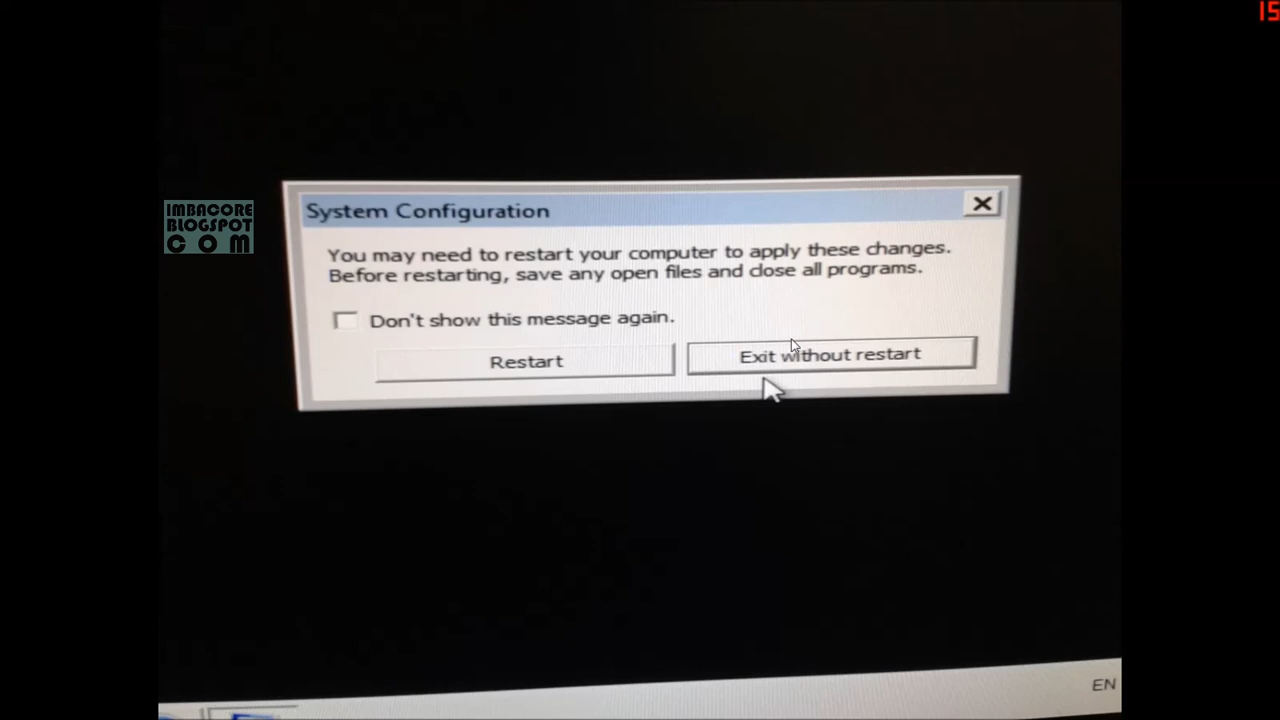 15
IMBACORE
BLOGSPOT
COM
System Configuration
You may need to restart your computer to apply these changes.
Before restarting, save any open files and close all programs.
Don't show this message again.
Restart
Exit without restart
EN